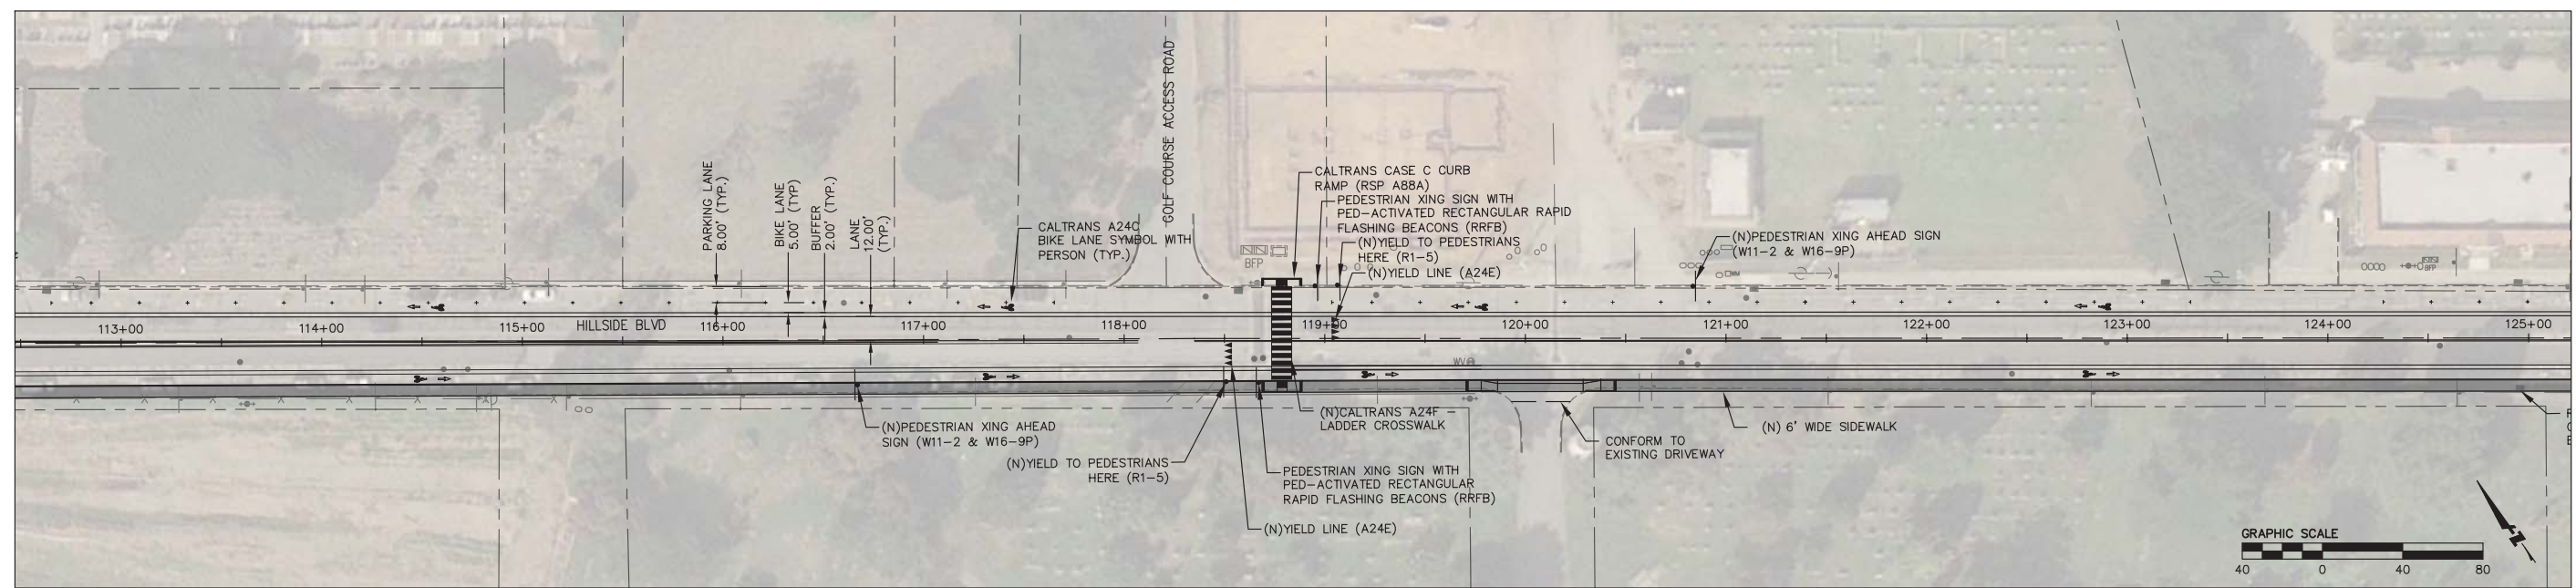 GOLF COURSE ACCESS ROAD
PARKING LANE
8.00' (TYP.)
BIKE LANE
5.00' (TYP)
BUFFER
2.00' (TYP.)
LANE
12.00'
(TYP.)
CALTRANS A24C
BIKE LANE SYMBOL WITH
PERSON (TYP.)
BFP
CALTRANS CASE C CURB
RAMP (RSP A88A)
PEDESTRIAN XING SIGN WITH
PED-ACTIVATED RECTANGULAR RAPID
FLASHING BEACONS (RRFB)
(N)YIELD TO PEDESTRIANS
HERE (R1-5)
(N)YIELD LINE (A24E)
(N)PEDESTRIAN XING AHEAD SIGN
(W11-2 & W16-9P)
BFP
113+00
114+00
115+00
HILLSIDE BLVD
116+00
117+00
118+00
119+00
120+00
121+00
122+00
123+00
124+00
125+00
WV
(N)PEDESTRIAN XING AHEAD
SIGN (W11-2 & W16-9P)
(N)YIELD TO PEDESTRIANS
HERE (R1-5)
(N)CALTRANS A24F -
LADDER CROSSWALK
PEDESTRIAN XING SIGN WITH
PED-ACTIVATED RECTANGULAR
RAPID FLASHING BEACONS (RRFB)
(N)YIELD LINE (A24E)
CONFORM TO
EXISTING DRIVEWAY
(N) 6' WIDE SIDEWALK
GRAPHIC SCALE
40 0 40 80
N